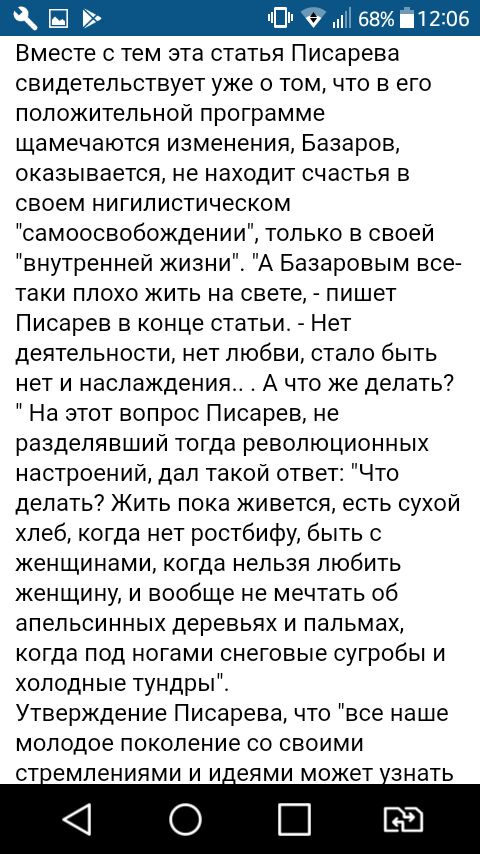 68% 12:06
Вместе с тем эта статья Писарева
свидетельствует уже о том, что в его
положительной программе
щамечаются изменения, Базаров,
оказывается, не находит счастья в
своем нигилистическом
"самоосвобождении", только в своей
"внутренней жизни". "А Базаровым все-
таки плохо жить на свете, - пишет
Писарев в конце статьи. - Нет
деятельности, нет любви, стало быть
нет и наслаждения.. . А что же делать?
" На этот вопрос Писарев, не
разделявший тогда революционных
настроений, дал такой ответ: "Что
делать? Жить пока живется, есть сухой
хлеб, когда нет ростбифу, быть с
женщинами, когда нельзя любить
женщину, и вообще не мечтать об
апельсинных деревьях и пальмах,
когда под ногами снеговые сугробы и
холодные тундры".
Утверждение Писарева, что "все наше
молодое поколение со своими
стремлениями и идеями может узнать